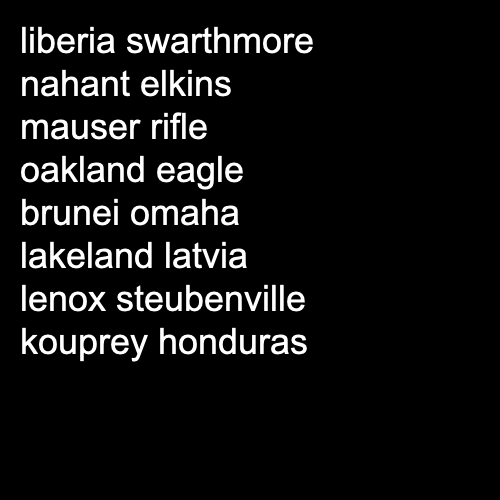 liberia swarthmore
nahant elkins
mauser rifle
oakland eagle
brunei omaha
lakeland latvia
lenox steubenville
kouprey honduras